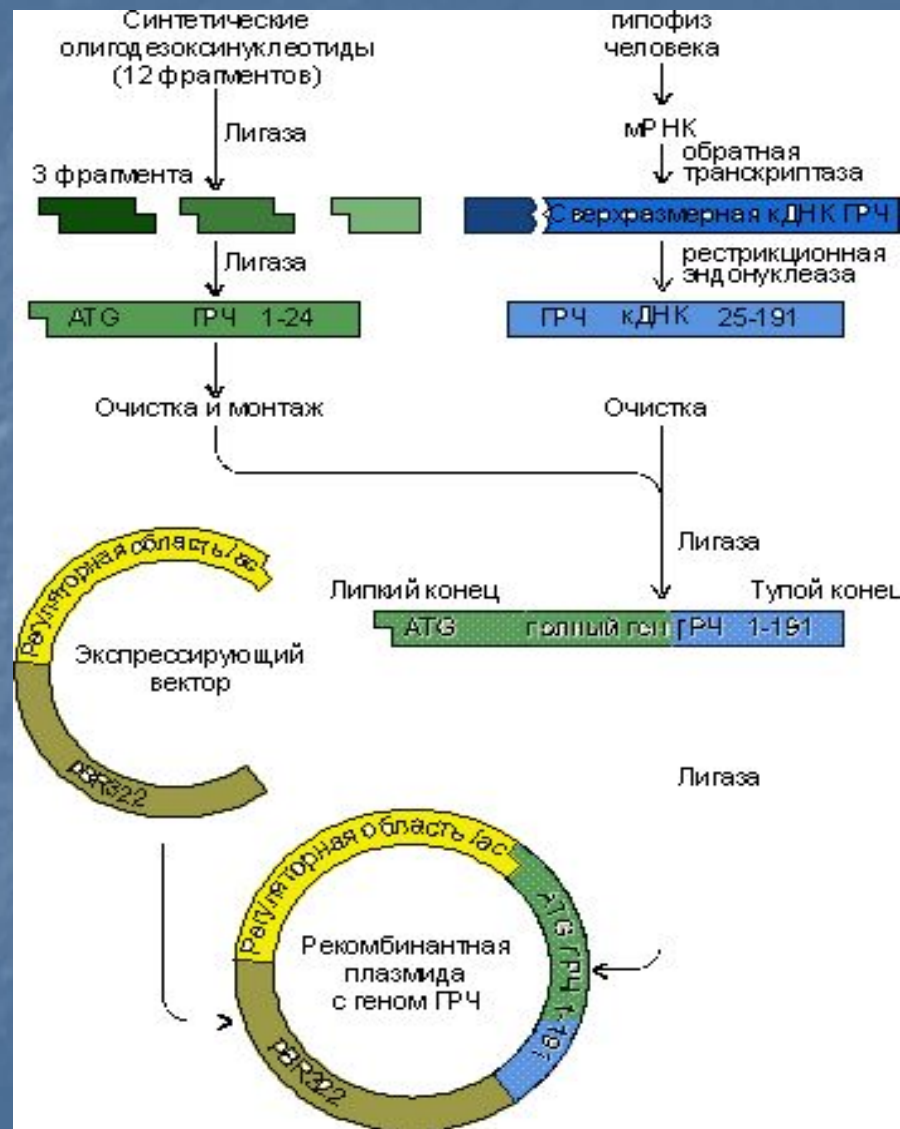 Синтетические
олигодезоксинуклеотиды
(12 фрагментов)
гипофиз
человека
Лигаза
мРНК
обратная
транскриптаза
3 фрагмента
Сверхразмерная кДНК ГРЧ
Лигаза
рестрикционная
эндонуклеаза
ATG ГРЧ 1-24
ГРЧ кДНК 25-191
Очистка и монтаж
Очистка
Лигаза
Липкий конец
Тупой конец
ATG полный ген ГРЧ 1-191
Регуляторная область lac
Экспрессирующий
вектор
pBR322
Лигаза
Регуляторная область lac
ATG ГРЧ 1-191
Рекомбинантная
плазмида
с геном ГРЧ
pBR322